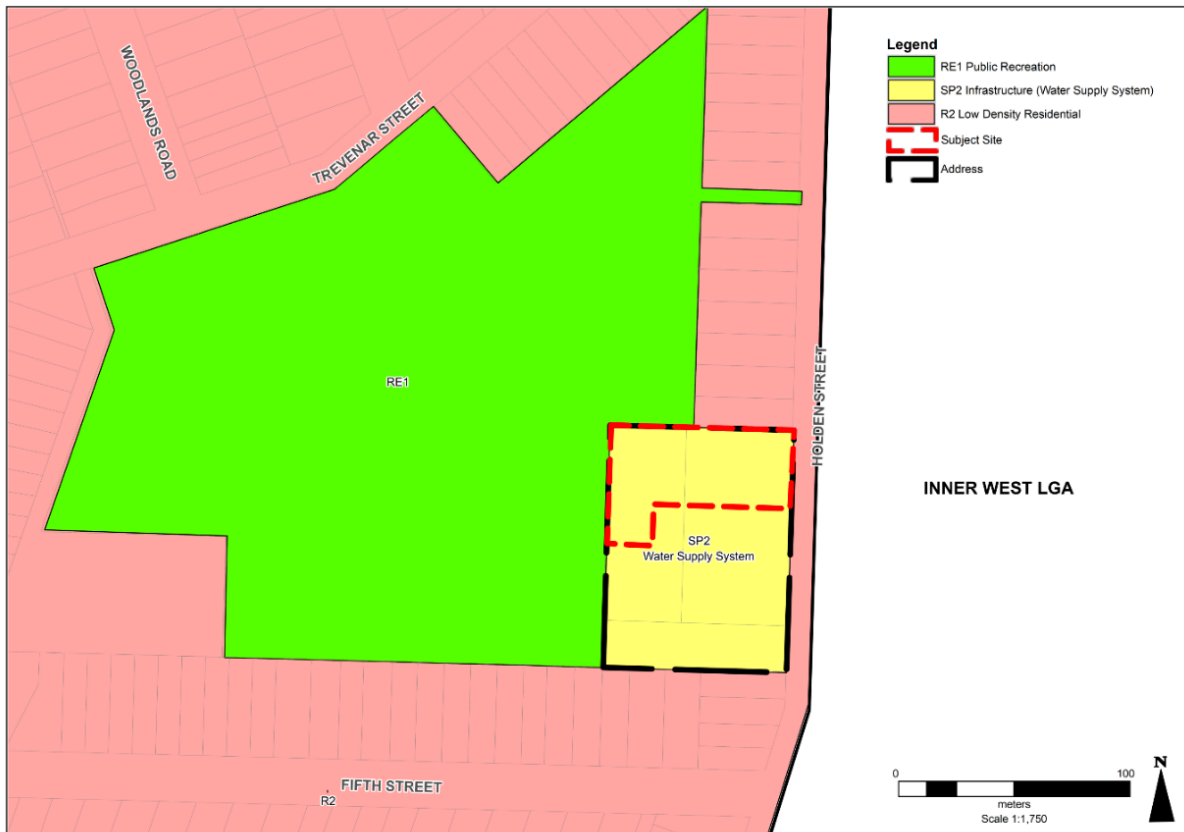 WOODLANDS ROAD
TREVENAR STREET
RE1
HOLDEN STREET
SP2
Water Supply System
FIFTH STREET
R2
Legend
RE1 Public Recreation
SP2 Infrastructure (Water Supply System)
R2 Low Density Residential
Subject Site
Address
INNER WEST LGA
0 100
meters
Scale 1:1,750
N